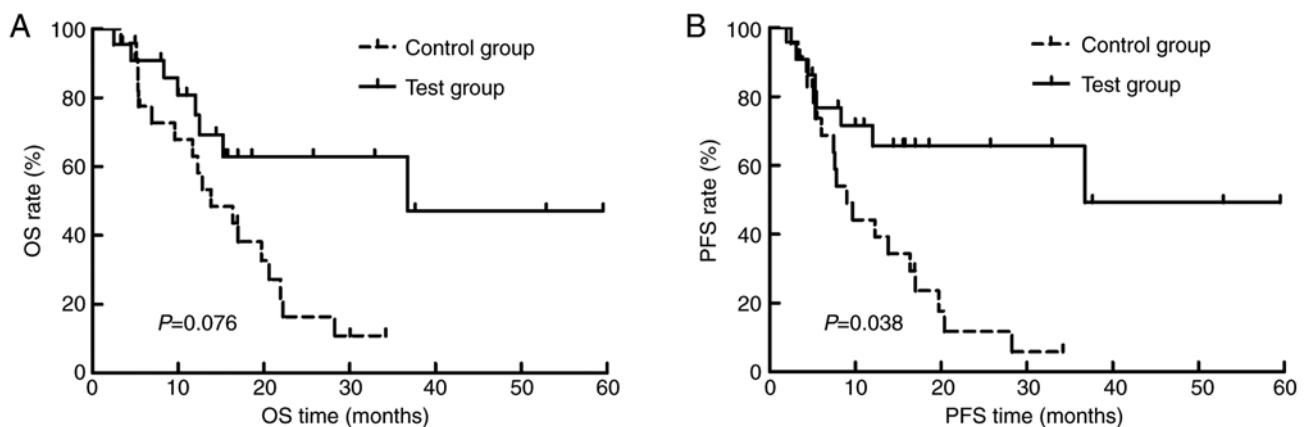 A
100
80
60
40
20
0
OS rate (%)
Control group
Test group
P=0.076
0 10 20 30 40 50 60
OS time (months)
B
100
80
60
40
20
0
PFS rate (%)
Control group
Test group
P=0.038
0 10 20 30 40 50 60
PFS time (months)